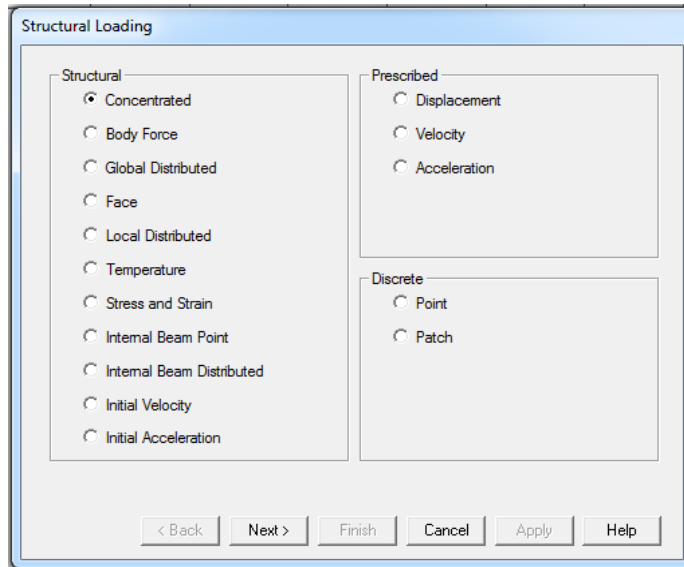 Structural Loading
Structural
Concentrated
Body Force
Global Distributed
Face
Local Distributed
Temperature
Stress and Strain
Internal Beam Point
Internal Beam Distributed
Initial Velocity
Initial Acceleration
Prescribed
Displacement
Velocity
Acceleration
Discrete
Point
Patch
< Back Next > Finish Cancel Apply Help